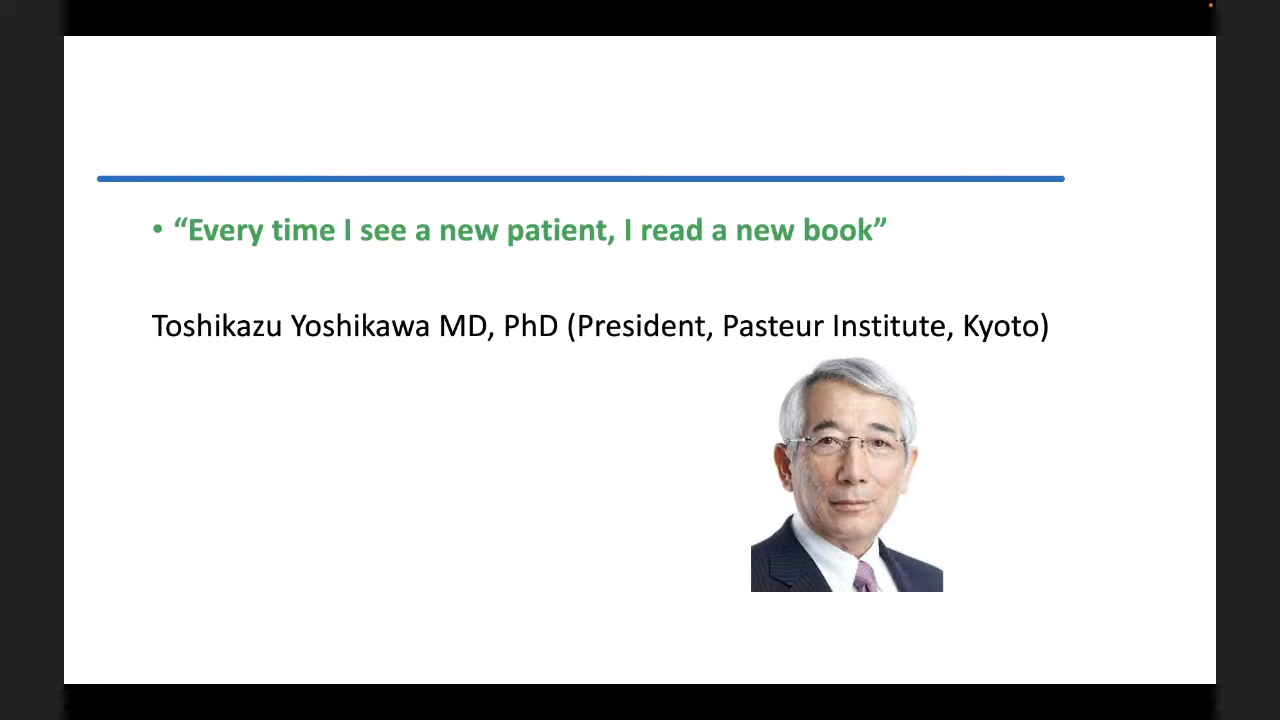 • “Every time I see a new patient, I read a new book”
Toshikazu Yoshikawa MD, PhD (President, Pasteur Institute, Kyoto)